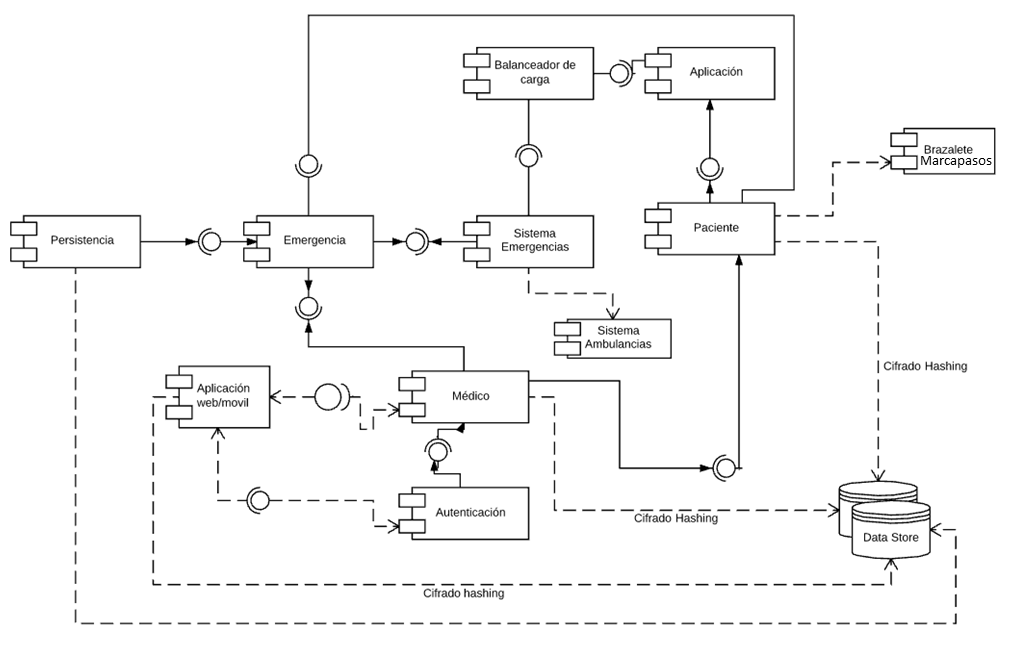 Balanceador de
carga
Aplicación
Brazalete
Marcapasos
Persistencia
Emergencia
Sistema
Emergencias
Paciente
Sistema
Ambulancias
Cifrado Hashing
Aplicación
web/movil
Médico
Autenticación
Cifrado Hashing
Data Store
Cifrado hashing